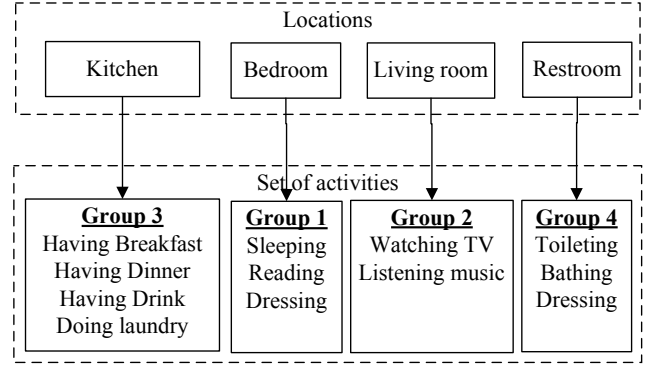 Locations
Kitchen
Bedroom
Living room
Restroom
Set of activities
Group 3
Having Breakfast
Having Dinner
Having Drink
Doing laundry
Group 1
Sleeping
Reading
Dressing
Group 2
Watching TV
Listening music
Group 4
Toileting
Bathing
Dressing